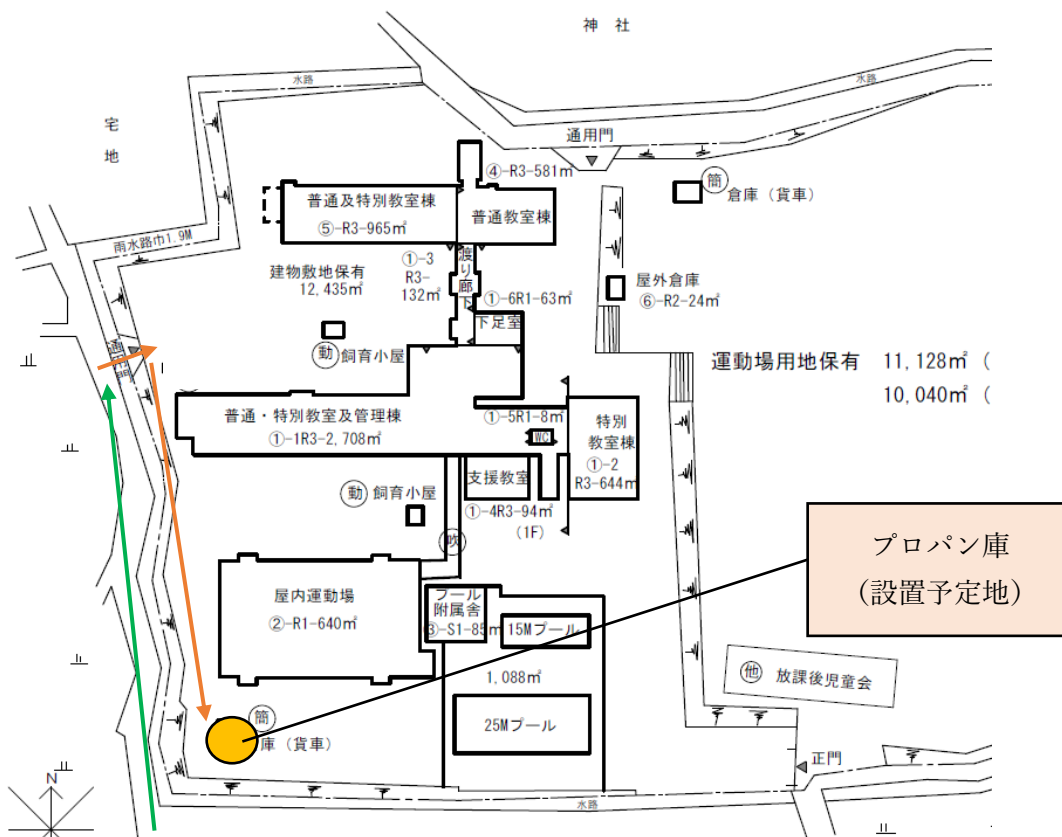 神 社
水路
水路
宅
地
通用門
④-R3-581㎡
簡
倉庫（貨車）
普通及特別教室棟
⑤-R3-965㎡
普通教室棟
雨水路巾1.9M
建物敷地保有
12,435㎡
①-3
R3-
132㎡
渡り廊下
①-6R1-63㎡
下足室
屋外倉庫
⑥-R2-24㎡
動 飼育小屋
通用門
運動場用地保有 11,128㎡（
10,040㎡（
普通・特別教室及管理棟
①-1R3-2,708㎡
①-5R1-8㎡
WC
特別
教室棟
①-2
R3-644㎡
支援教室
①-4R3-94㎡
(1F)
動 飼育小屋
吹
プロパン庫
（設置予定地）
屋内運動場
②-R1-640㎡
プール
附属舎
③-S1-85㎡
15Mプール
1,088㎡
25Mプール
他 放課後児童会
簡
庫（貨車）
正門
N
水路